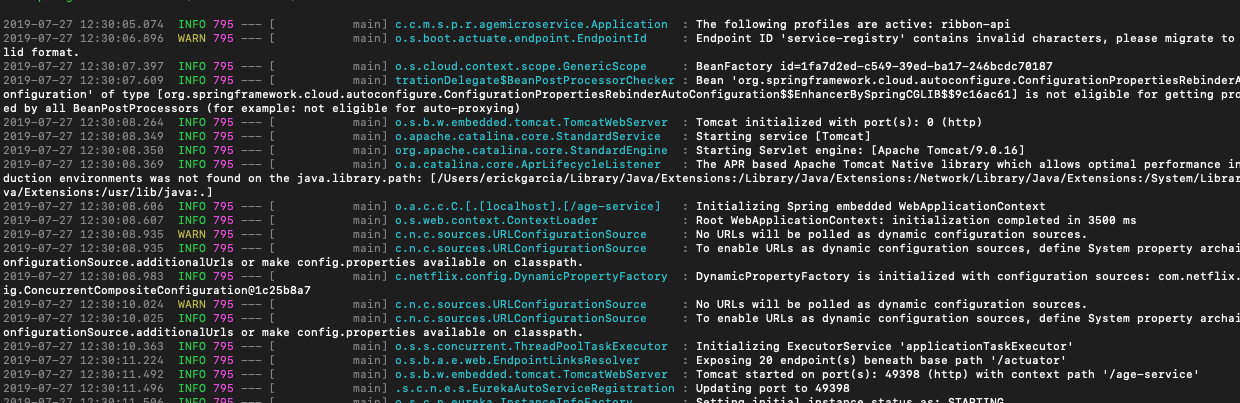 2019-07-27 12:30:05.074  INFO 795 --- [           main] c.c.m.s.p.r.agemicroservice.Application  : The following profiles are active: ribbon-api
2019-07-27 12:30:06.896  WARN 795 --- [           main] o.s.boot.actuate.endpoint.EndpointId     : Endpoint ID 'service-registry' contains invalid characters, please migrate to
lid format.
2019-07-27 12:30:07.397  INFO 795 --- [           main] o.s.cloud.context.scope.GenericScope     : BeanFactory id=1fa7d2ed-c549-39ed-ba17-246bcdc70187
2019-07-27 12:30:07.609  INFO 795 --- [           main] trationDelegate$BeanPostProcessorChecker : Bean 'org.springframework.cloud.autoconfigure.ConfigurationPropertiesRebinderA
onfiguration' of type [org.springframework.cloud.autoconfigure.ConfigurationPropertiesRebinderAutoConfiguration$$EnhancerBySpringCGLIB$$9c16ac61] is not eligible for getting pro
ed by all BeanPostProcessors (for example: not eligible for auto-proxying)
2019-07-27 12:30:08.264  INFO 795 --- [           main] o.s.b.w.embedded.tomcat.TomcatWebServer  : Tomcat initialized with port(s): 0 (http)
2019-07-27 12:30:08.349  INFO 795 --- [           main] o.apache.catalina.core.StandardService   : Starting service [Tomcat]
2019-07-27 12:30:08.350  INFO 795 --- [           main] org.apache.catalina.core.StandardEngine  : Starting Servlet engine: [Apache Tomcat/9.0.16]
2019-07-27 12:30:08.369  INFO 795 --- [           main] o.a.catalina.core.AprLifecycleListener   : The APR based Apache Tomcat Native library which allows optimal performance in
duction environments was not found on the java.library.path: [/Users/erickgarcia/Library/Java/Extensions:/Library/Java/Extensions:/Network/Library/Java/Extensions:/System/Librar
va/Extensions:/usr/lib/java:.]
2019-07-27 12:30:08.606  INFO 795 --- [           main] o.a.c.c.C.[.[localhost].[/age-service]   : Initializing Spring embedded WebApplicationContext
2019-07-27 12:30:08.607  INFO 795 --- [           main] o.s.web.context.ContextLoader            : Root WebApplicationContext: initialization completed in 3500 ms
2019-07-27 12:30:08.935  WARN 795 --- [           main] c.n.c.sources.URLConfigurationSource     : No URLs will be polled as dynamic configuration sources.
2019-07-27 12:30:08.935  INFO 795 --- [           main] c.n.c.sources.URLConfigurationSource     : To enable URLs as dynamic configuration sources, define System property archai
onfigurationSource.additionalUrls or make config.properties available on classpath.
2019-07-27 12:30:08.983  INFO 795 --- [           main] c.netflix.config.DynamicPropertyFactory  : DynamicPropertyFactory is initialized with configuration sources: com.netflix.
ig.ConcurrentCompositeConfiguration@1c25b8a7
2019-07-27 12:30:10.024  WARN 795 --- [           main] c.n.c.sources.URLConfigurationSource     : No URLs will be polled as dynamic configuration sources.
2019-07-27 12:30:10.025  INFO 795 --- [           main] c.n.c.sources.URLConfigurationSource     : To enable URLs as dynamic configuration sources, define System property archai
onfigurationSource.additionalUrls or make config.properties available on classpath.
2019-07-27 12:30:10.363  INFO 795 --- [           main] o.s.s.concurrent.ThreadPoolTaskExecutor  : Initializing ExecutorService 'applicationTaskExecutor'
2019-07-27 12:30:11.224  INFO 795 --- [           main] o.s.b.a.e.web.EndpointLinksResolver      : Exposing 20 endpoint(s) beneath base path '/actuator'
2019-07-27 12:30:11.492  INFO 795 --- [           main] o.s.b.w.embedded.tomcat.TomcatWebServer  : Tomcat started on port(s): 49398 (http) with context path '/age-service'
2019-07-27 12:30:11.496  INFO 795 --- [           main] .s.c.n.e.s.EurekaAutoServiceRegistration : Updating port to 49398
2019-07-27 12:30:11.506  INFO 795 --- [           main] o.s.c.n.eureka.InstanceInfoFactory       : Setting initial instance status as: STARTING